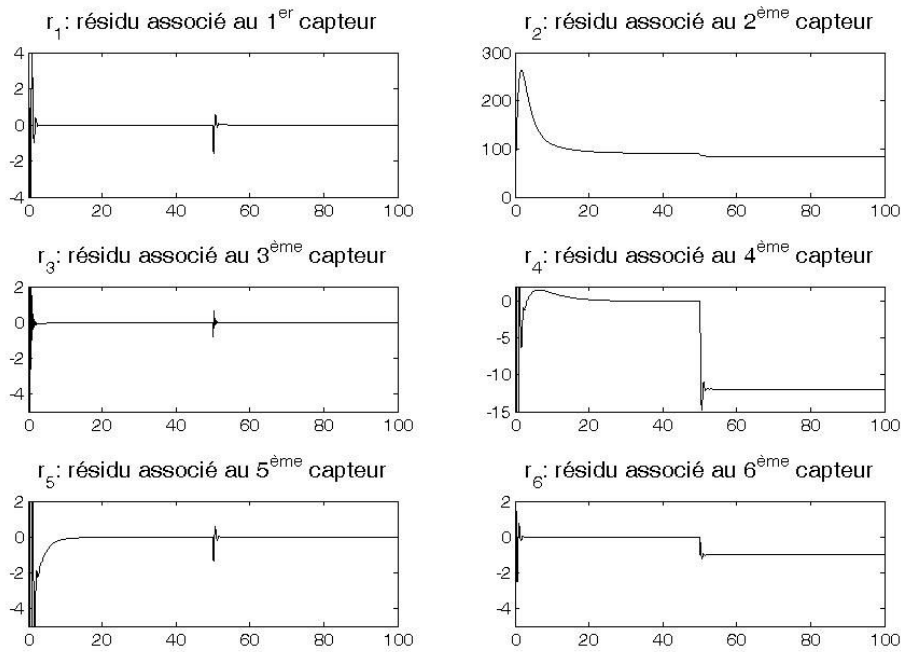 r1: résidu associé au 1er capteur
4
2
0
-2
-4
0 20 40 60 80 100
r2: résidu associé au 2ème capteur
300
200
100
0
0 20 40 60 80 100
r3: résidu associé au 3ème capteur
2
0
-2
-4
0 20 40 60 80 100
r4: résidu associé au 4ème capteur
0
-5
-10
-15
0 20 40 60 80 100
r5: résidu associé au 5ème capteur
2
0
-2
-4
0 20 40 60 80 100
r6: résidu associé au 6ème capteur
2
0
-2
-4
0 20 40 60 80 100